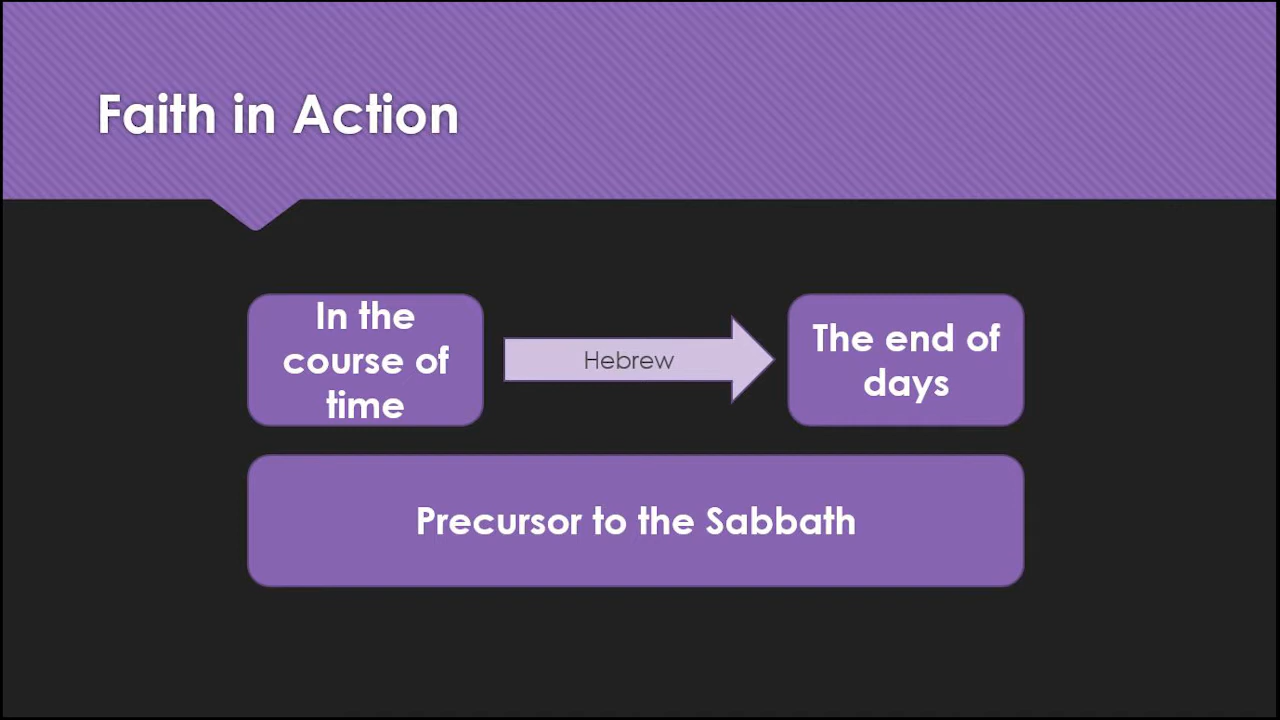 Faith in Action
In the
course of
time
Hebrew
The end of
days
Precursor to the Sabbath